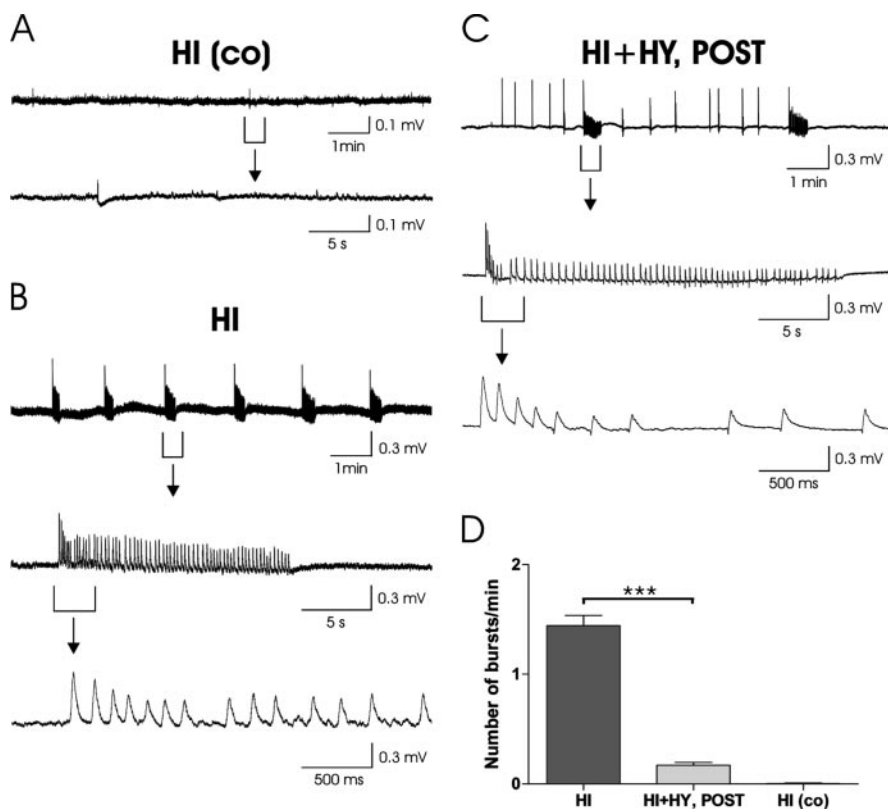 A
HI (co)
0.1 mV
1min
0.1 mV
5 s
B
HI
0.3 mV
1min
0.3 mV
5 s
0.3 mV
500 ms
C
HI+HY, POST
0.3 mV
1 min
0.3 mV
5 s
0.3 mV
500 ms
D
Number of bursts/min
2
***
1
0
HI
HI+HY, POST
HI (co)